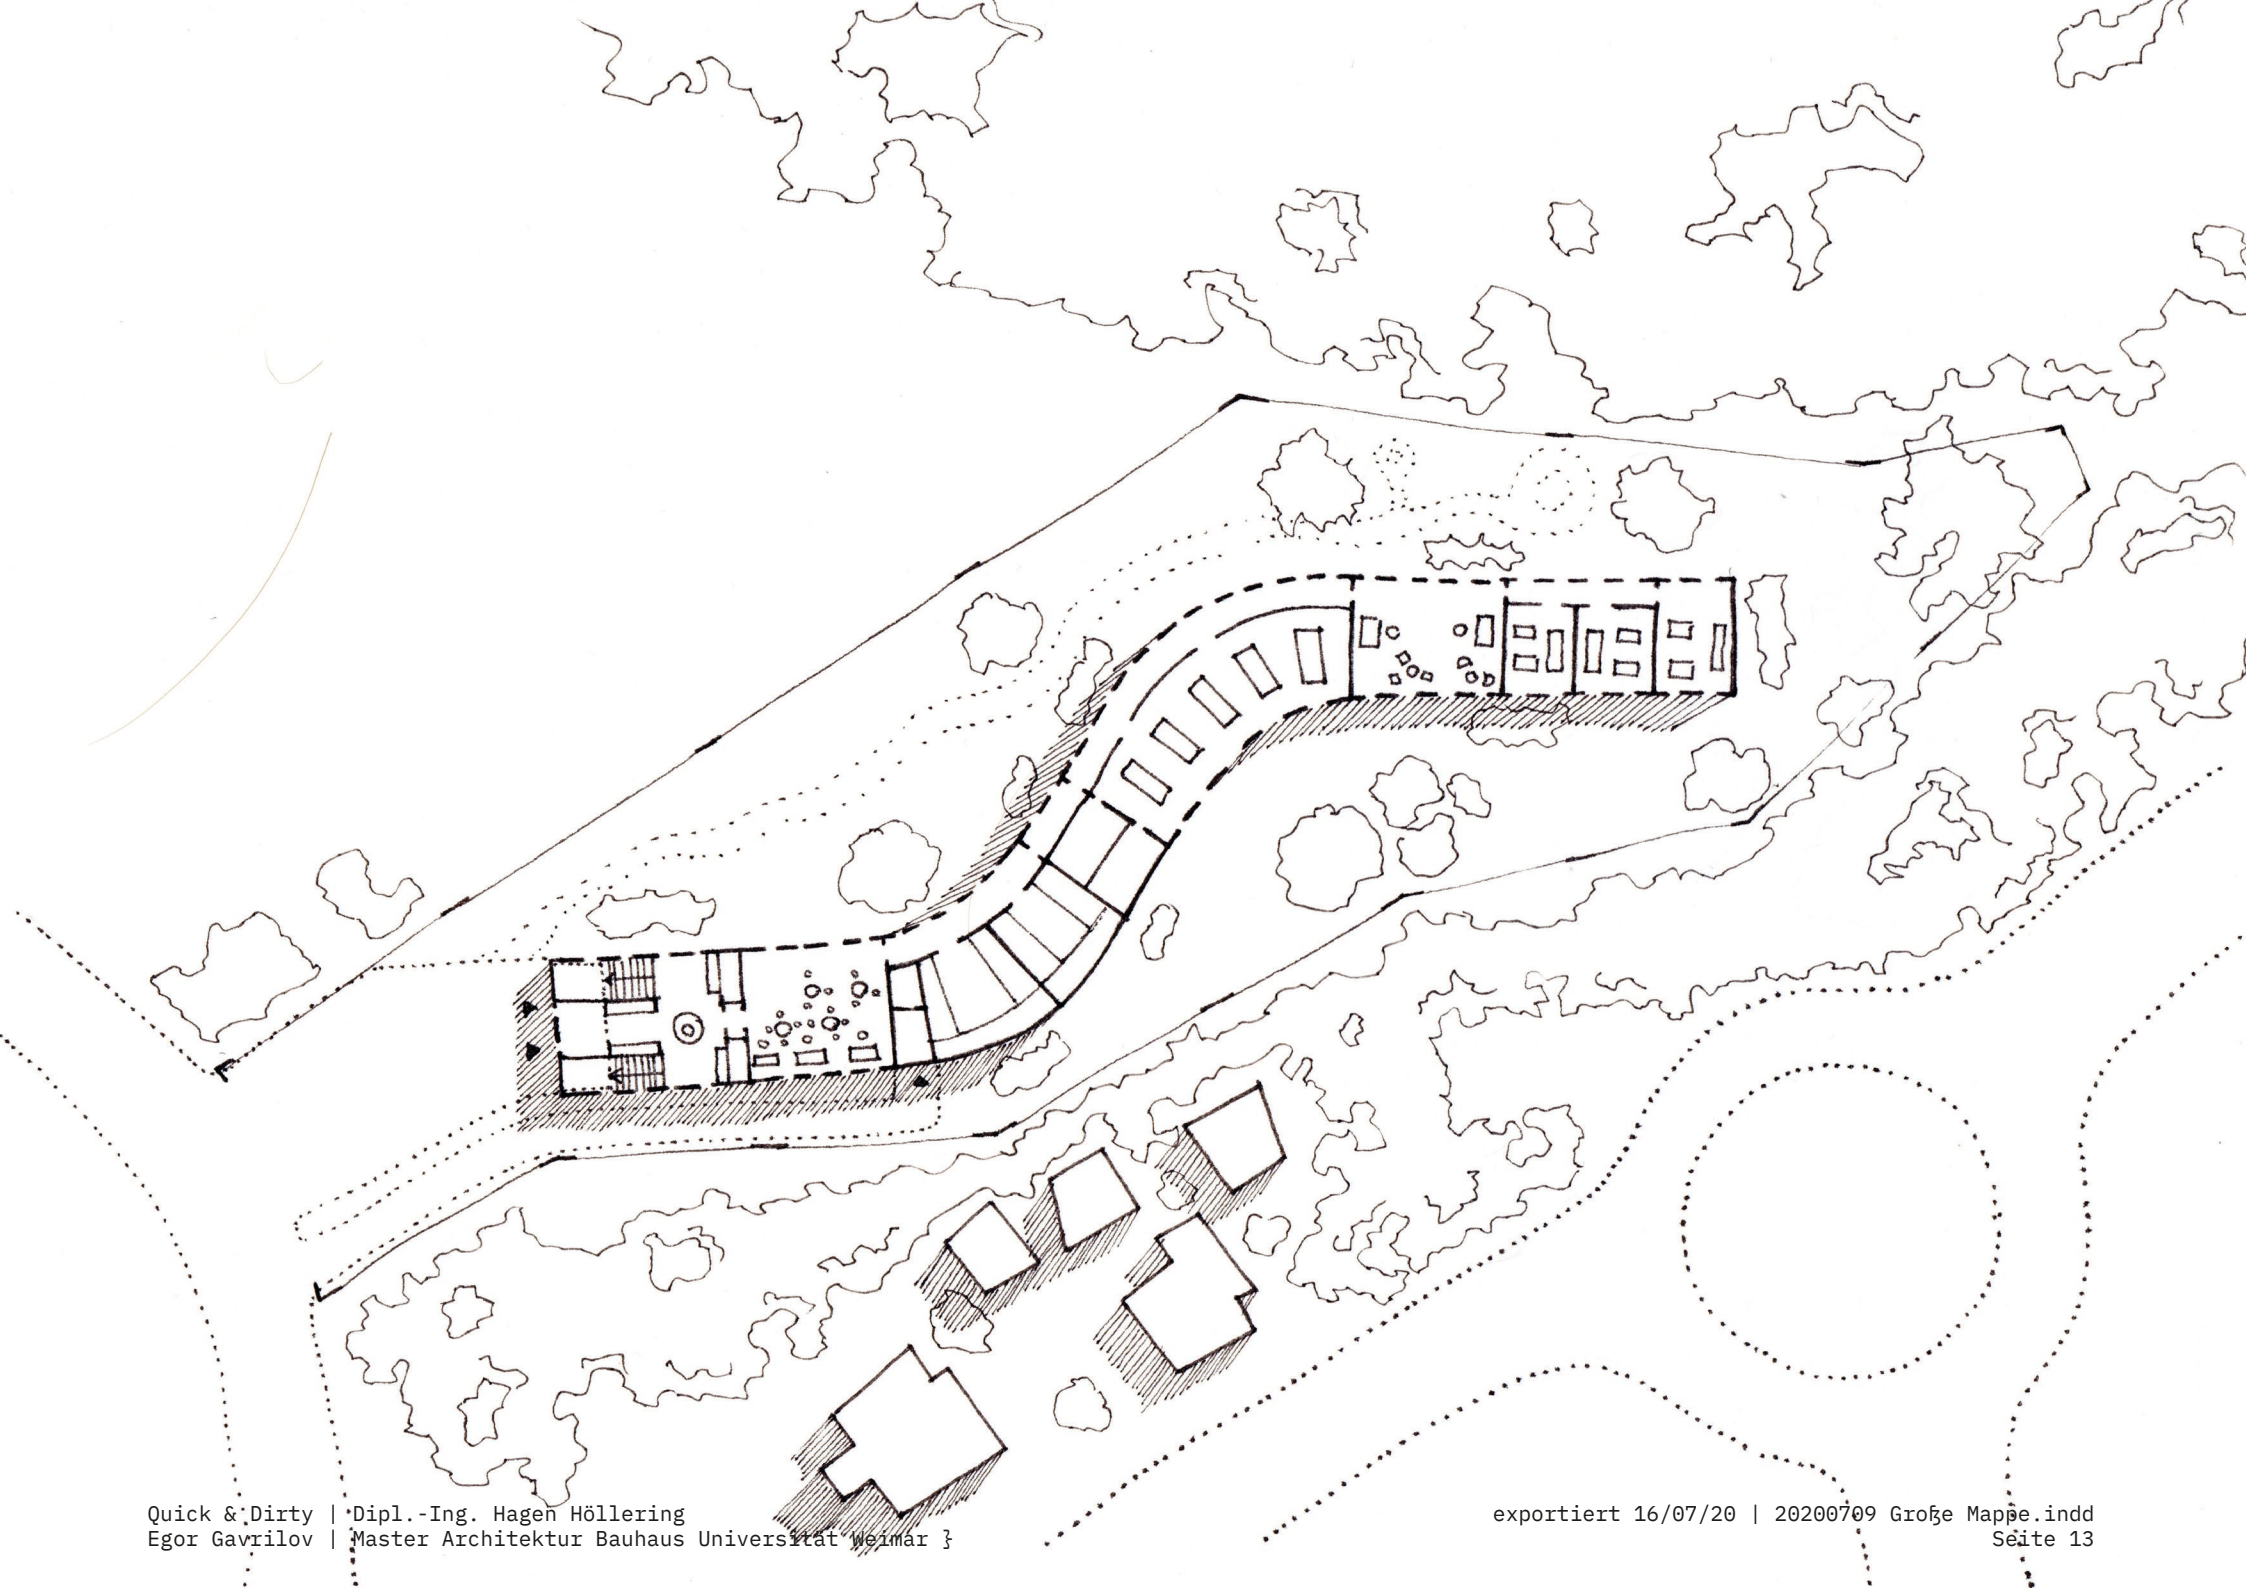 Quick & Dirty | Dipl.-Ing. Hagen Höllering
Egor Gavrilov | Master Architektur Bauhaus Universität Weimar }
exportiert 16/07/20 | 20200709 Große Mappe.indd
Seite 13